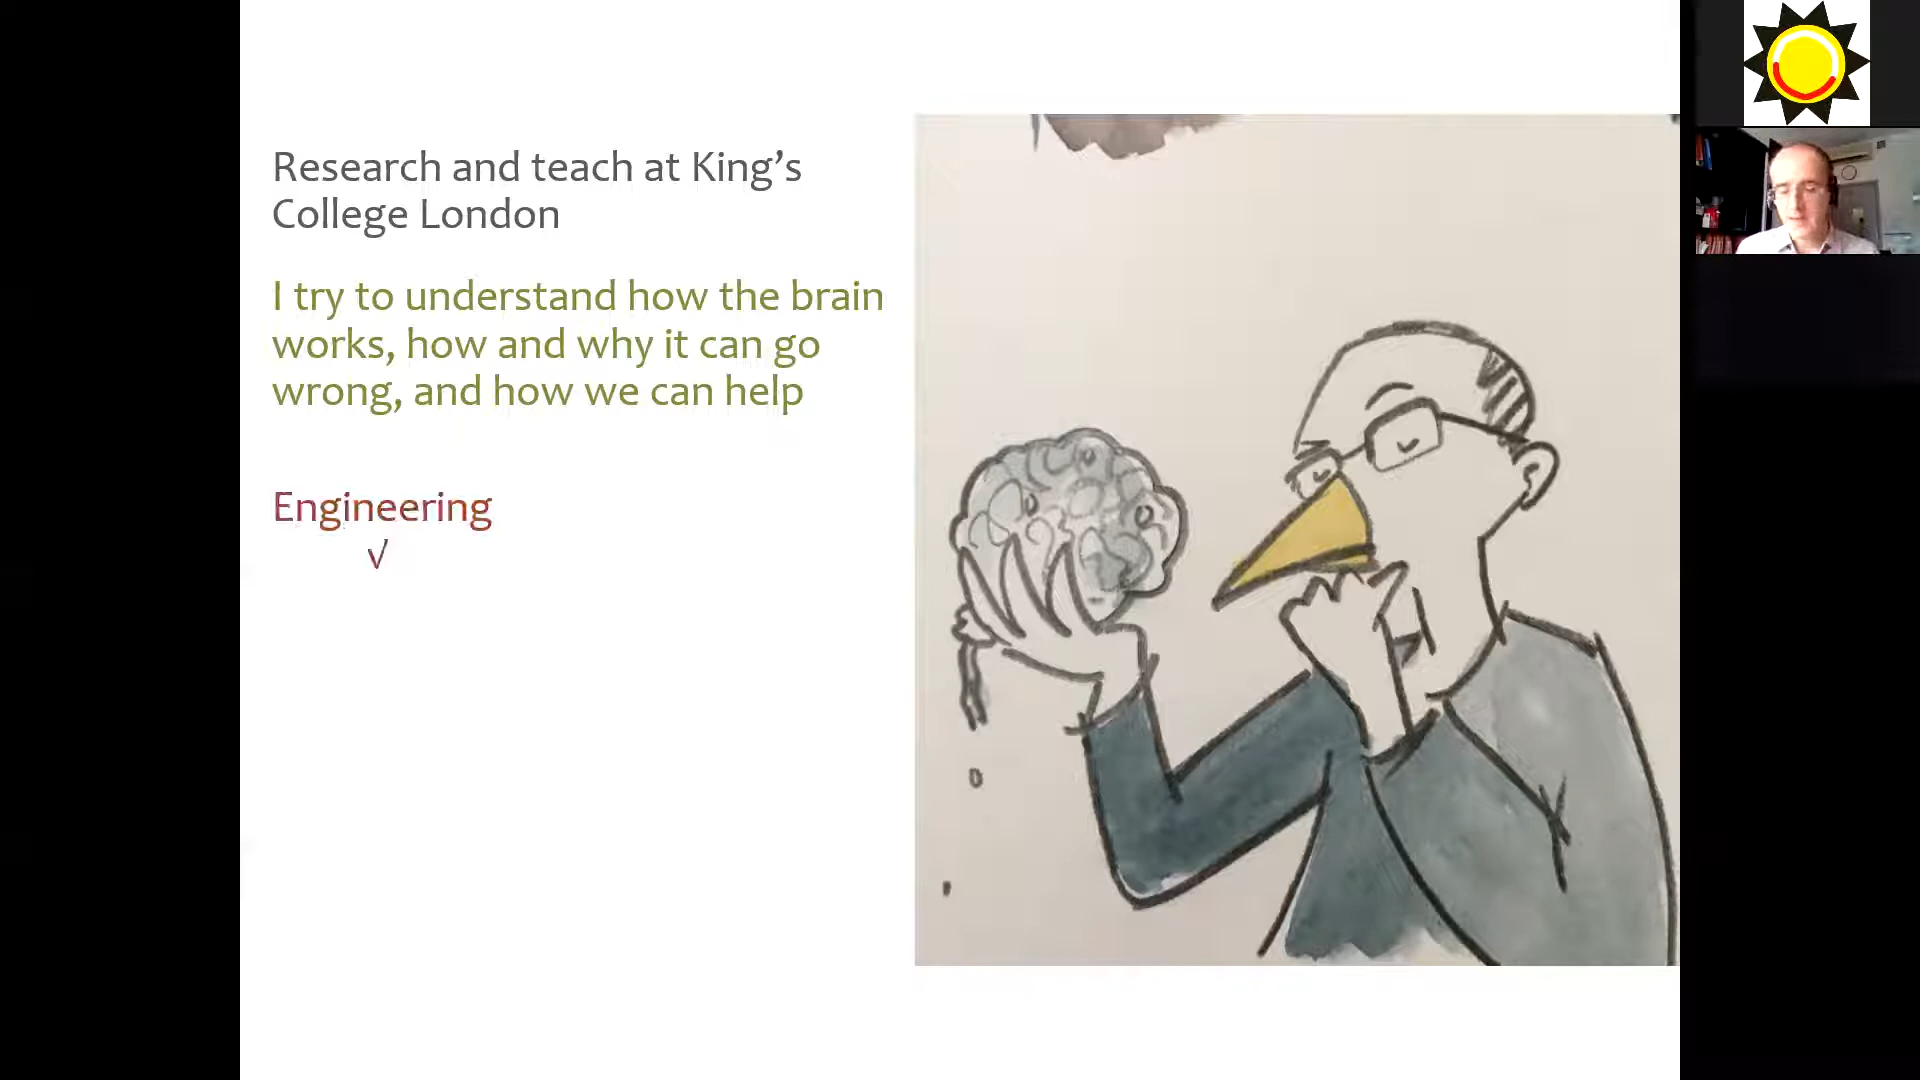 Research and teach at King’s
College London
I try to understand how the brain
works, how and why it can go
wrong, and how we can help
Engineering
√